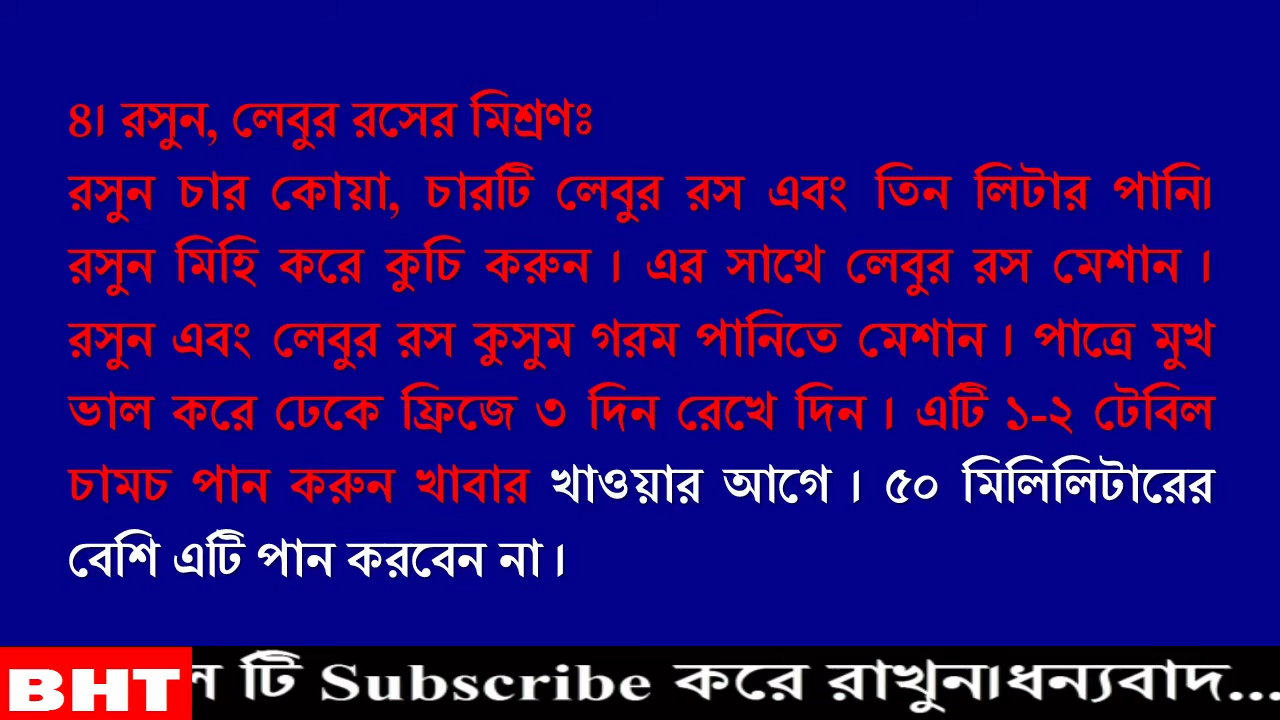 ৪। রসুন, লেবুর রসের মিশ্রণঃ
রসুন চার কোয়া, চারটি লেবুর রস এবং তিন লিটার পানি।
রসুন মিহি করে কুচি করুন । এর সাথে লেবুর রস মেশান ।
রসুন এবং লেবুর রস কুসুম গরম পানিতে মেশান । পাত্রে মুখ
ভাল করে ঢেকে ফ্রিজে ৩ দিন রেখে দিন । এটি ১-২ টেবিল
চামচ পান করুন খাবার খাওয়ার আগে । ৫০ মিলিলিটারের
বেশি এটি পান করবেন না ।
BHT টি Subscribe করে রাখুন।ধন্যবাদ...